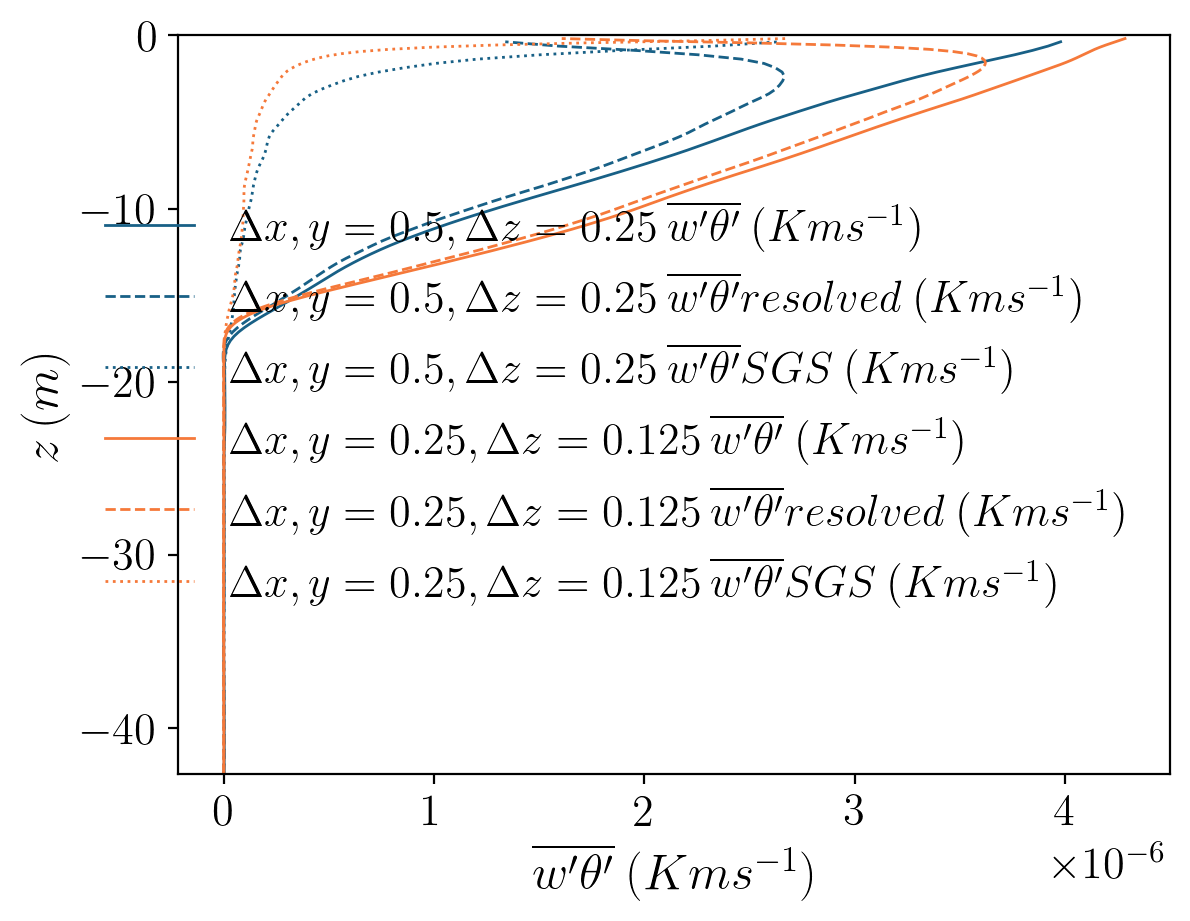 0
−10
−20
−30
−40
z (m)
Δx, y = 0.5, Δz = 0.25 w′θ′ (Kms⁻¹)
Δx, y = 0.5, Δz = 0.25 w′θ′resolved (Kms⁻¹)
Δx, y = 0.5, Δz = 0.25 w′θ′SGS (Kms⁻¹)
Δx, y = 0.25, Δz = 0.125 w′θ′ (Kms⁻¹)
Δx, y = 0.25, Δz = 0.125 w′θ′resolved (Kms⁻¹)
Δx, y = 0.25, Δz = 0.125 w′θ′SGS (Kms⁻¹)
0 1 2 3 4
×10⁻⁶
w′θ′ (Kms⁻¹)